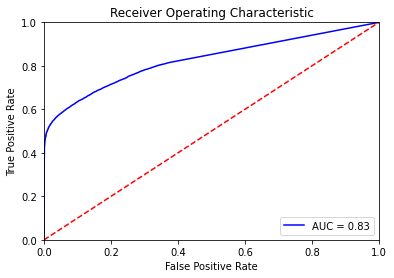 Receiver Operating Characteristic
True Positive Rate
1.0
0.8
0.6
0.4
0.2
0.0
AUC = 0.83
0.0 0.2 0.4 0.6 0.8 1.0
False Positive Rate